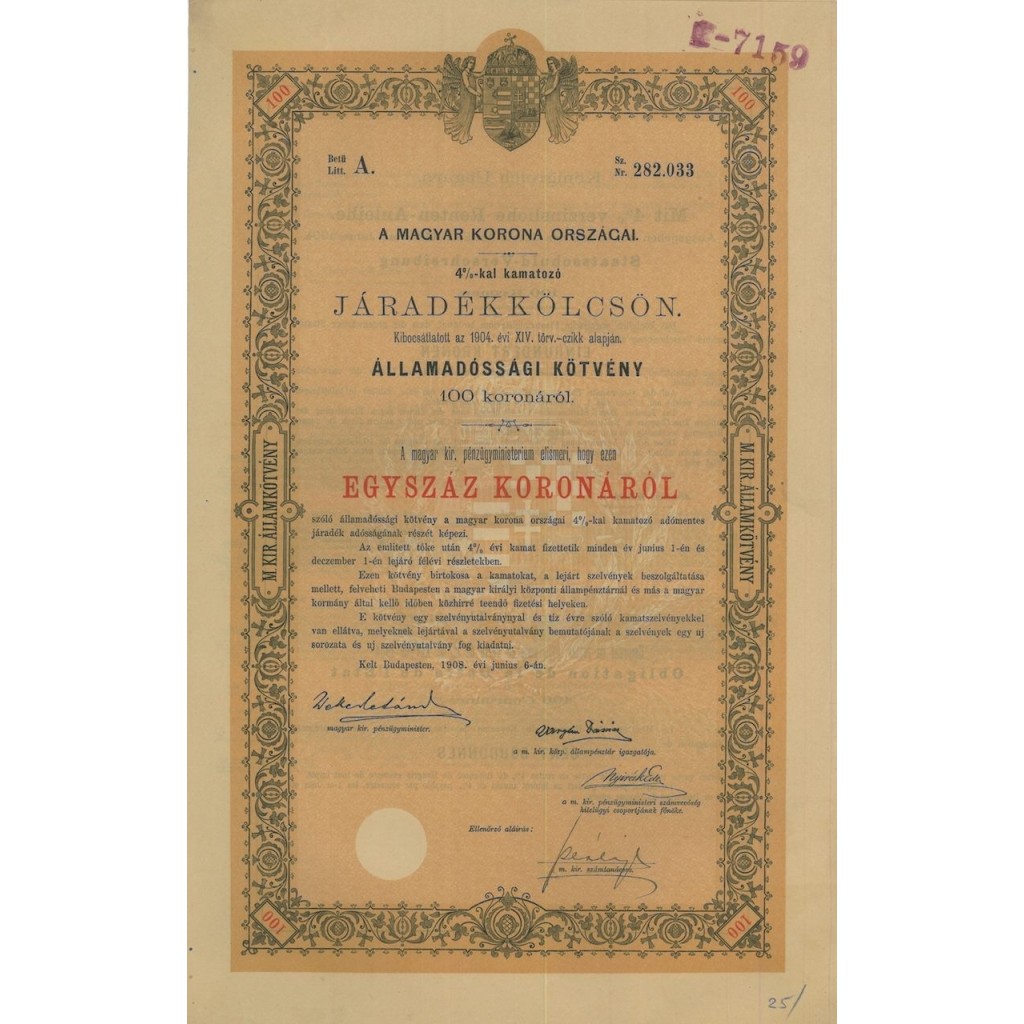 -7159
100
100
Betü
Litt. A.
Sz.
Nr. 282.033
A MAGYAR KORONA ORSZÁGAI.
4%-kal kamatozó
JÁRADÉKKÖLCSÖN.
Kibocsáttatott az 1904. évi XIV. törv.-czikk alapján.
ÁLLAMADÓSSÁGI KÖTVÉNY
100 koronáról.
A magyar kir. pénzügyministerium elismeri, hogy ezen
EGYSZÁZ KORONÁRÓL
szóló államadóssági kötvény a magyar korona országai 4%-kal kamatozó adómentes
járadék adósságának részét képezi.
Az emlitett tőke után 4% évi kamat fizettetik minden év junius 1-én és
deczember 1-én lejáró félévi részletekben.
Ezen kötvény birtokosa a kamatokat, a lejárt szelvények beszolgáltatása
mellett, felveheti Budapesten a magyar királyi központi állampénztárnál és más a magyar
kormány által kellő időben közhirré teendő fizetési helyeken.
E kötvény egy szelvényutalványnyal és tiz évre szóló kamatszelvényekkel
van ellátva, melyeknek lejártával a szelvényutalvány bemutatójának a szelvények egy uj
sorozata és uj szelvényutalvány fog kiadatni.
Kelt Budapesten, 1908. évi junius 6-án.
M KIR ÁLLAMKÖTVÉNY
M. KIR. ÁLLAMKÖTVÉNY
Wekerle Sándor
magyar kir. pénzügyminister.
a m. kir. közp. állampénztár igazgatója.
a m. kir. pénzügyministeri számvevőség
hitelügyi csoportjának főnöke.
Ellenőrző aláirás:
m. kir. számtanácsos.
100
100
25/